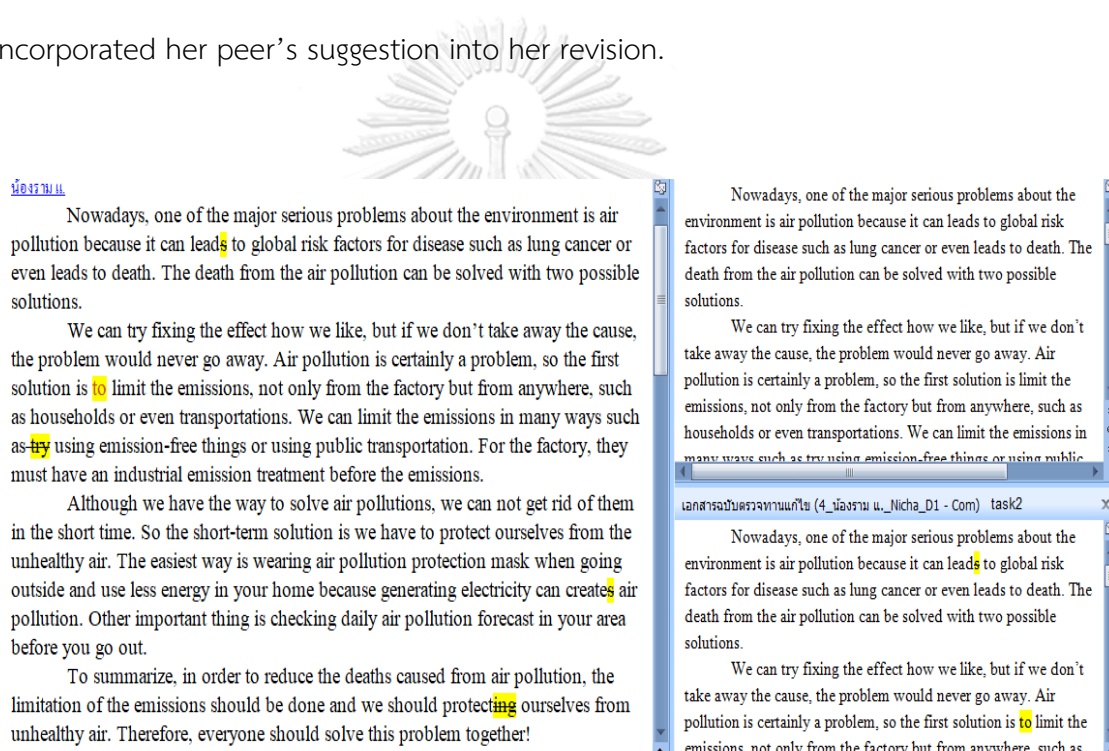 ncorporated her peer's suggestion into her revision.
น้องราม แ.
Nowadays, one of the major serious problems about the environment is air
pollution because it can leads to global risk factors for disease such as lung cancer or
even leads to death. The death from the air pollution can be solved with two possible
solutions.
We can try fixing the effect how we like, but if we don't take away the cause,
the problem would never go away. Air pollution is certainly a problem, so the first
solution is to limit the emissions, not only from the factory but from anywhere, such
as households or even transportations. We can limit the emissions in many ways such
as try using emission-free things or using public transportation. For the factory, they
must have an industrial emission treatment before the emissions.
Although we have the way to solve air pollutions, we can not get rid of them
in the short time. So the short-term solution is we have to protect ourselves from the
unhealthy air. The easiest way is wearing air pollution protection mask when going
outside and use less energy in your home because generating electricity can creates air
pollution. Other important thing is checking daily air pollution forecast in your area
before you go out.
To summarize, in order to reduce the deaths caused from air pollution, the
limitation of the emissions should be done and we should protecting ourselves from
unhealthy air. Therefore, everyone should solve this problem together!
Nowadays, one of the major serious problems about the
environment is air pollution because it can leads to global risk
factors for disease such as lung cancer or even leads to death. The
death from the air pollution can be solved with two possible
solutions.
We can try fixing the effect how we like, but if we don't
take away the cause, the problem would never go away. Air
pollution is certainly a problem, so the first solution is limit the
emissions, not only from the factory but from anywhere, such as
households or even transportations. We can limit the emissions in
many ways such as try using emission-free things or using public
เอกสารฉบับตรวจทานแก้ไข (4_น้องราม แ._Nicha_D1 - Com) task2
Nowadays, one of the major serious problems about the
environment is air pollution because it can leads to global risk
factors for disease such as lung cancer or even leads to death. The
death from the air pollution can be solved with two possible
solutions.
We can try fixing the effect how we like, but if we don't
take away the cause, the problem would never go away. Air
pollution is certainly a problem, so the first solution is to limit the
emissions, not only from the factory but from anywhere, such as